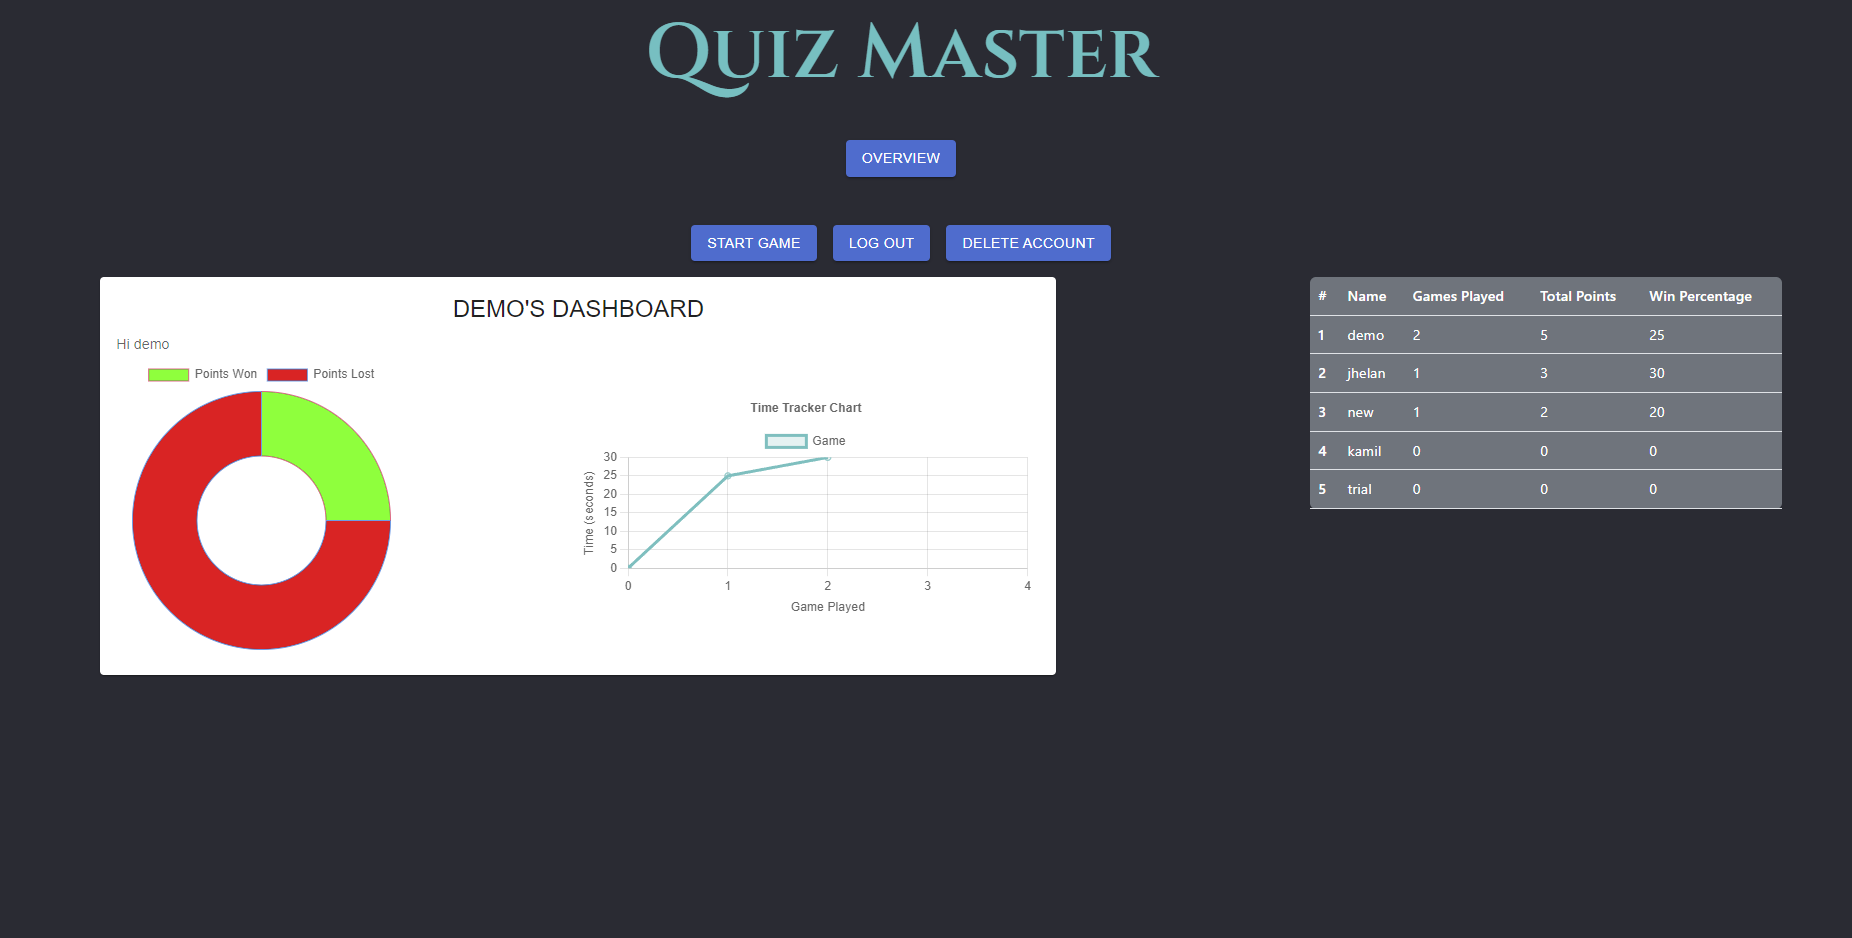 Quiz Master
OVERVIEW
START GAME LOG OUT DELETE ACCOUNT
DEMO'S DASHBOARD
Hi demo
Points Won Points Lost
Time Tracker Chart
Game
Time (seconds)
30
25
20
15
10
5
0
0 1 2 3 4
Game Played
# Name Games Played Total Points Win Percentage
1 demo 2 5 25
2 jhelan 1 3 30
3 new 1 2 20
4 kamil 0 0 0
5 trial 0 0 0